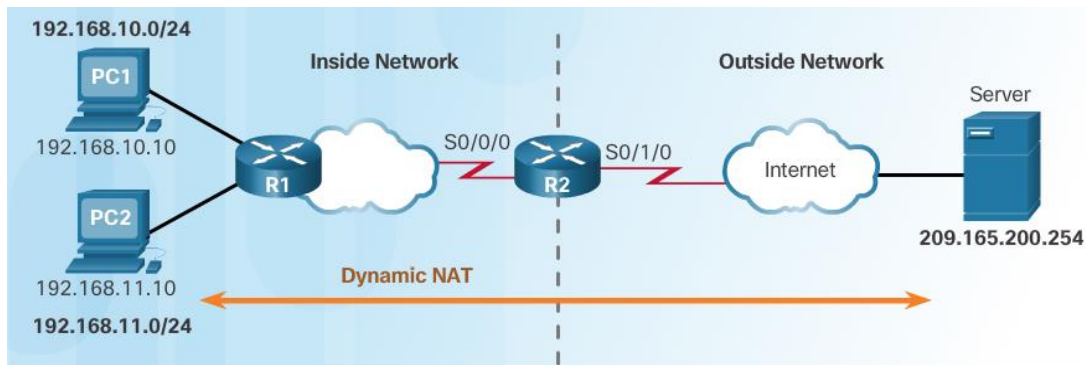 192.168.10.0/24
PC1
192.168.10.10
PC2
192.168.11.10
192.168.11.0/24
Inside Network
R1
S0/0/0
R2
S0/1/0
Outside Network
Internet
Server
209.165.200.254
Dynamic NAT